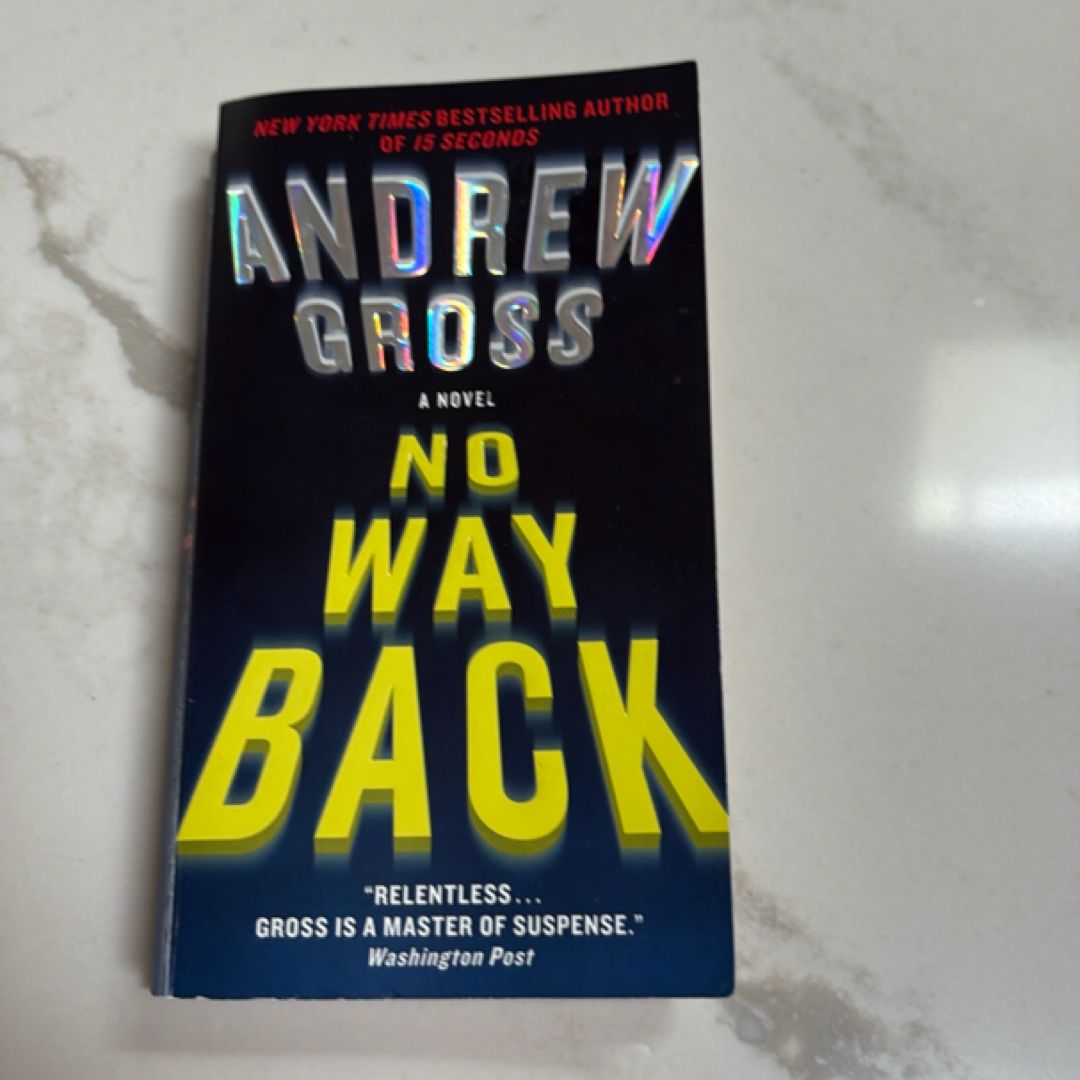 NEW YORK TIMES BESTSELLING AUTHOR
OF 15 SECONDS
ANDREW
GROSS
A NOVEL
NO
WAY
BACK
“RELENTLESS...
GROSS IS A MASTER OF SUSPENSE.”
Washington Post